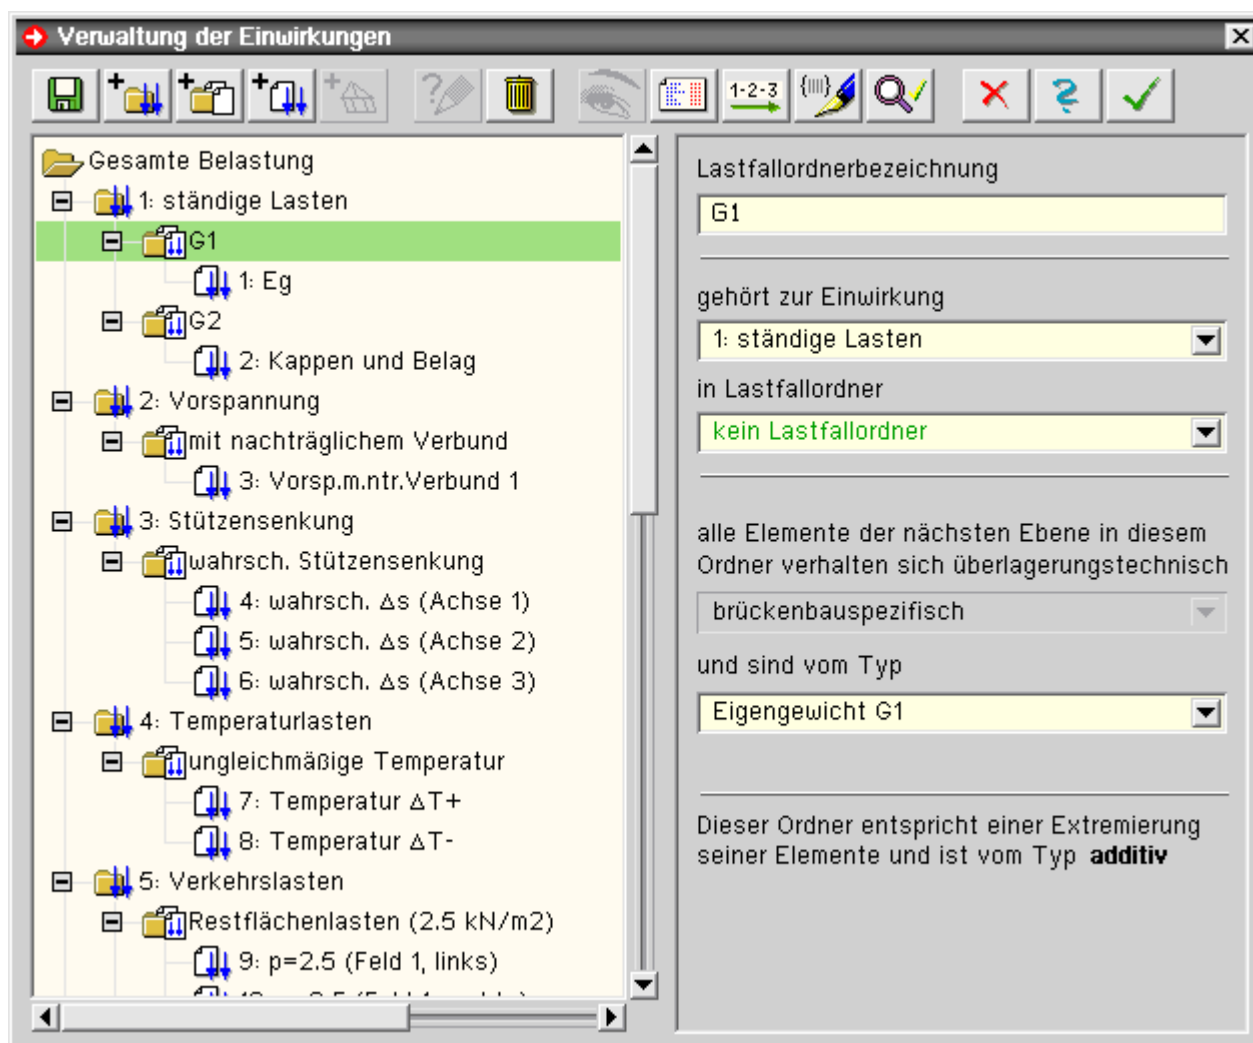 Verwaltung der Einwirkungen
1-2-3
Gesamte Belastung
1: ständige Lasten
G1
1: Eg
G2
2: Kappen und Belag
2: Vorspannung
mit nachträglichem Verbund
3: Vorsp.m.ntr.Verbund 1
3: Stützensenkung
wahrsch. Stützensenkung
4: wahrsch. Δs (Achse 1)
5: wahrsch. Δs (Achse 2)
6: wahrsch. Δs (Achse 3)
4: Temperaturlasten
ungleichmäßige Temperatur
7: Temperatur ΔT+
8: Temperatur ΔT-
5: Verkehrslasten
Restflächenlasten (2.5 kN/m2)
9: p=2.5 (Feld 1, links)
Lastfallordnerbezeichnung
G1
gehört zur Einwirkung
1: ständige Lasten
in Lastfallordner
kein Lastfallordner
alle Elemente der nächsten Ebene in diesem
Ordner verhalten sich überlagerungstechnisch
brückenbauspezifisch
und sind vom Typ
Eigengewicht G1
Dieser Ordner entspricht einer Extremierung
seiner Elemente und ist vom Typ additiv